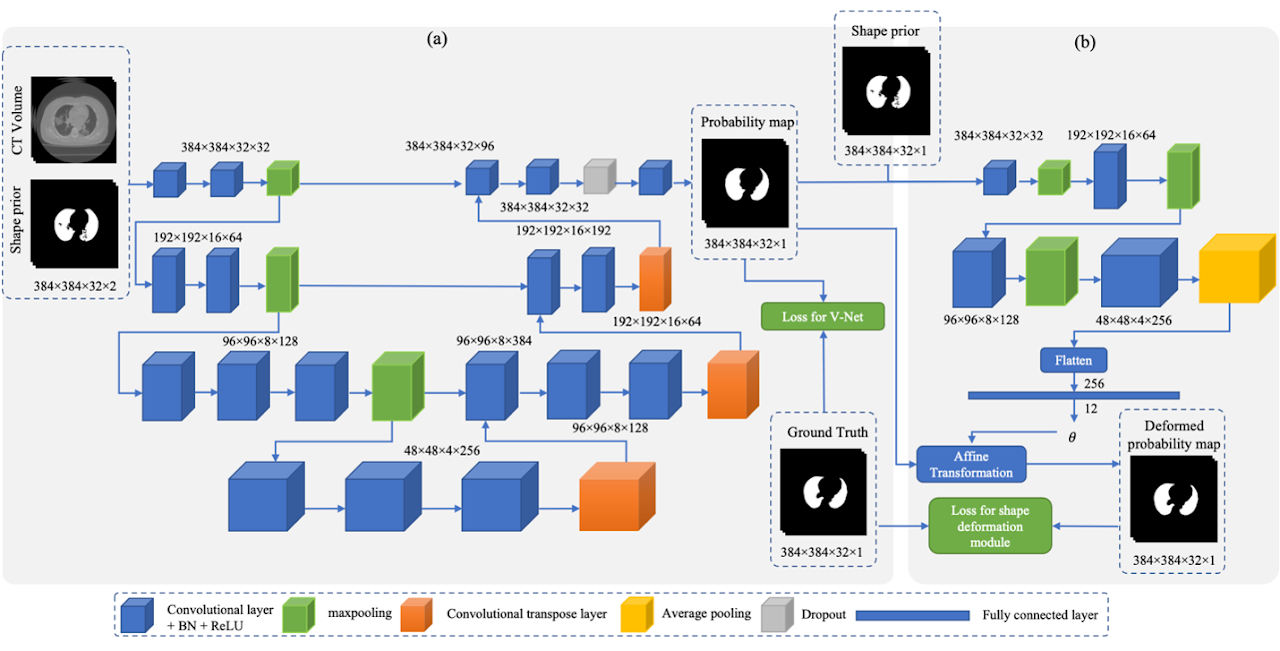 (a)
CT Volume
Shape prior
384×384×32×2
384×384×32×32
192×192×16×64
96×96×8×128
48×48×4×256
384×384×32×96
384×384×32×32
192×192×16×192
192×192×16×64
96×96×8×384
96×96×8×128
Probability map
384×384×32×1
Loss for V-Net
Ground Truth
384×384×32×1
Shape prior
384×384×32×1
(b)
384×384×32×32
192×192×16×64
96×96×8×128
48×48×4×256
Flatten
256
12
θ
Affine
Transformation
Loss for shape
deformation
module
Deformed
probability map
384×384×32×1
Convolutional layer
+ BN + ReLU
maxpooling
Convolutional transpose layer
Average pooling
Dropout
Fully connected layer